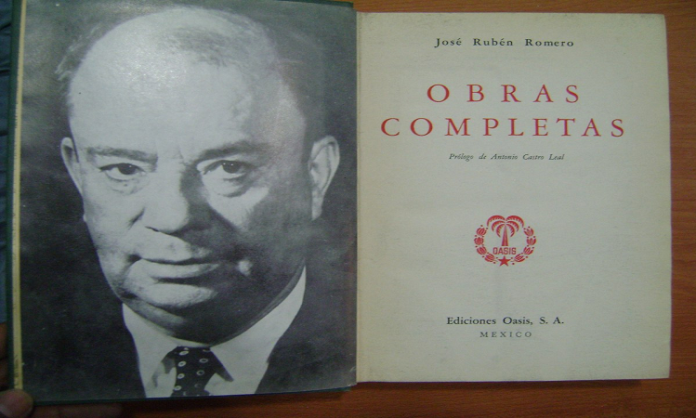 José Rubén Romero
OBRAS
COMPLETAS
Prólogo de Antonio Castro Leal
OASIS
Ediciones Oasis, S. A.
MEXICO